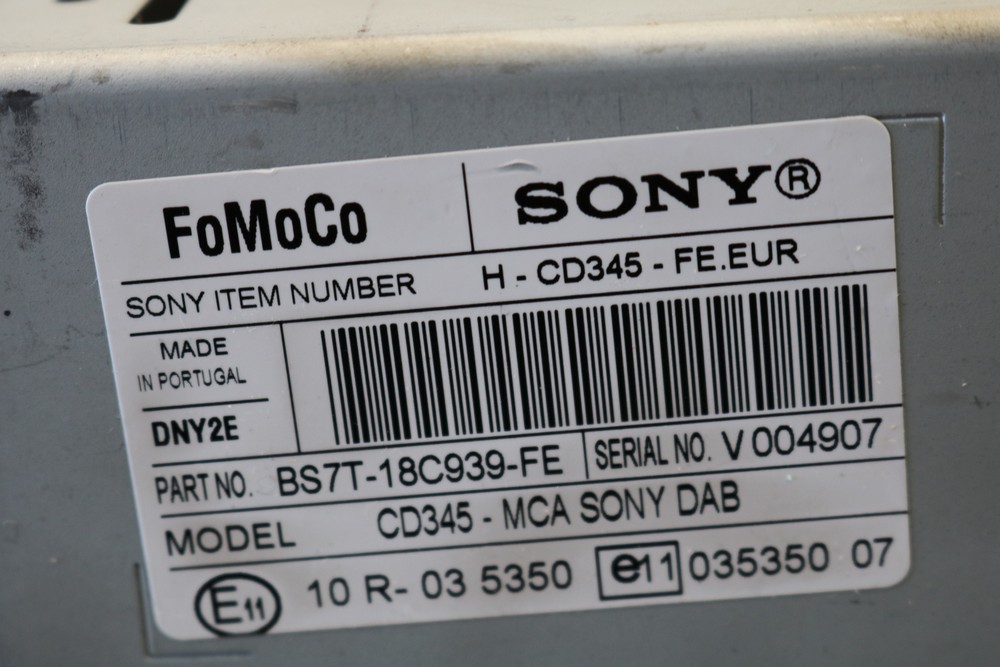 FoMoCo SONY®
SONY ITEM NUMBER H - CD345 - FE.EUR
MADE
IN PORTUGAL
DNY2E
PART NO. BS7T-18C939-FE SERIAL NO. V004907
MODEL CD345 - MCA SONY DAB
E11 10 R- 03 5350 e11 035350 07